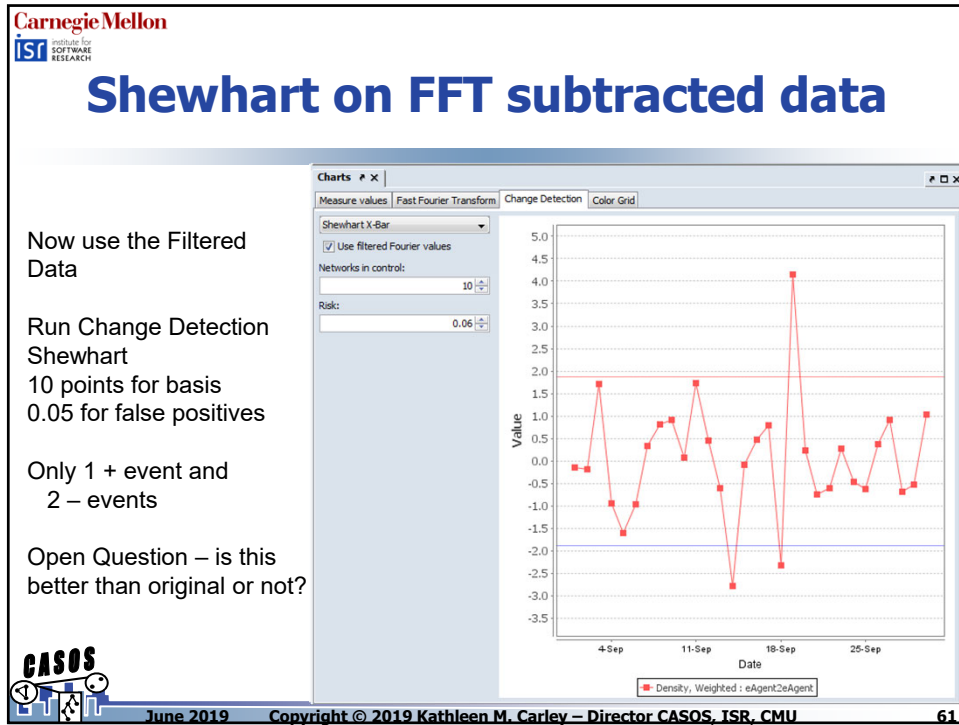 Carnegie Mellon
isr institute for
SOFTWARE
RESEARCH
Shewhart on FFT subtracted data
Now use the Filtered
Data
Run Change Detection
Shewhart
10 points for basis
0.05 for false positives
Only 1 + event and
2 – events
Open Question – is this
better than original or not?
Charts
Measure values Fast Fourier Transform Change Detection Color Grid
Shewhart X-Bar
Use filtered Fourier values
Networks in control:
10
Risk:
0.06
5.0
4.5
4.0
3.5
3.0
2.5
2.0
1.5
1.0
0.5
0.0
-0.5
-1.0
-1.5
-2.0
-2.5
-3.0
-3.5
Value
4-Sep 11-Sep 18-Sep 25-Sep
Date
Density, Weighted : eAgent2eAgent
CASOS
June 2019 Copyright © 2019 Kathleen M. Carley – Director CASOS, ISR, CMU 61